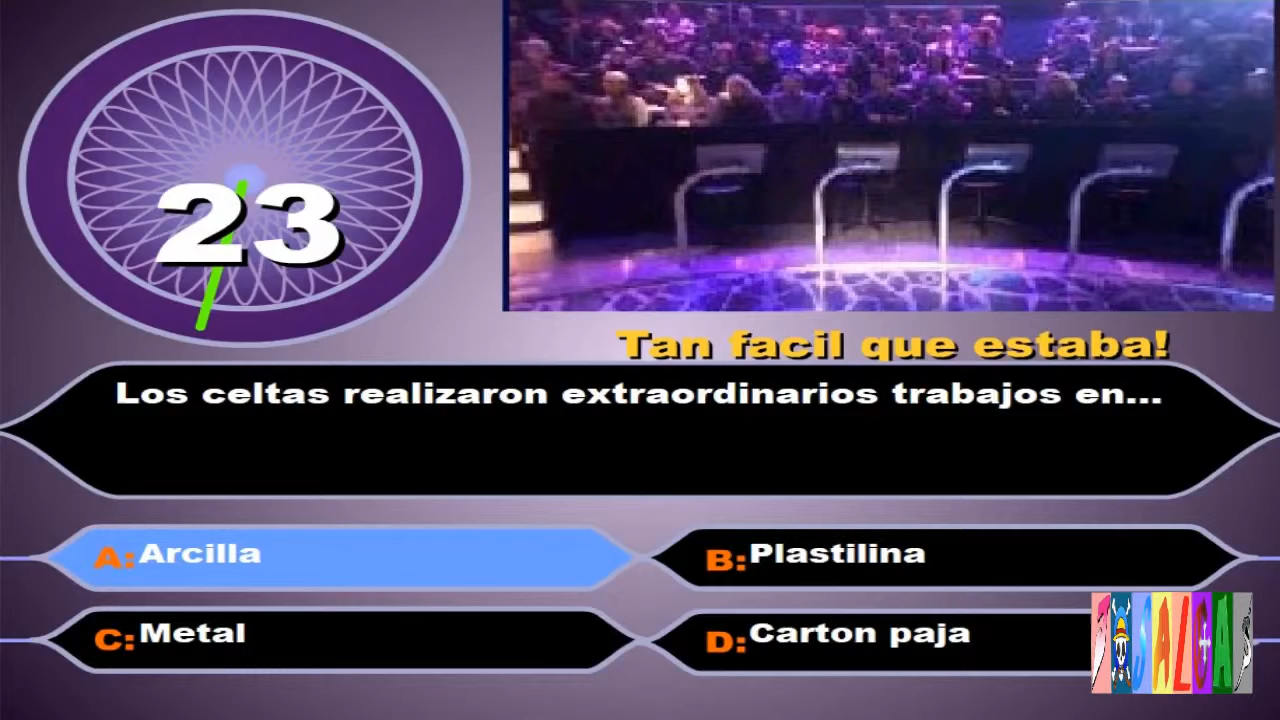 23
Tan facil que estaba!
Los celtas realizaron extraordinarios trabajos en...
A: Arcilla
B: Plastilina
C: Metal
D: Carton paja